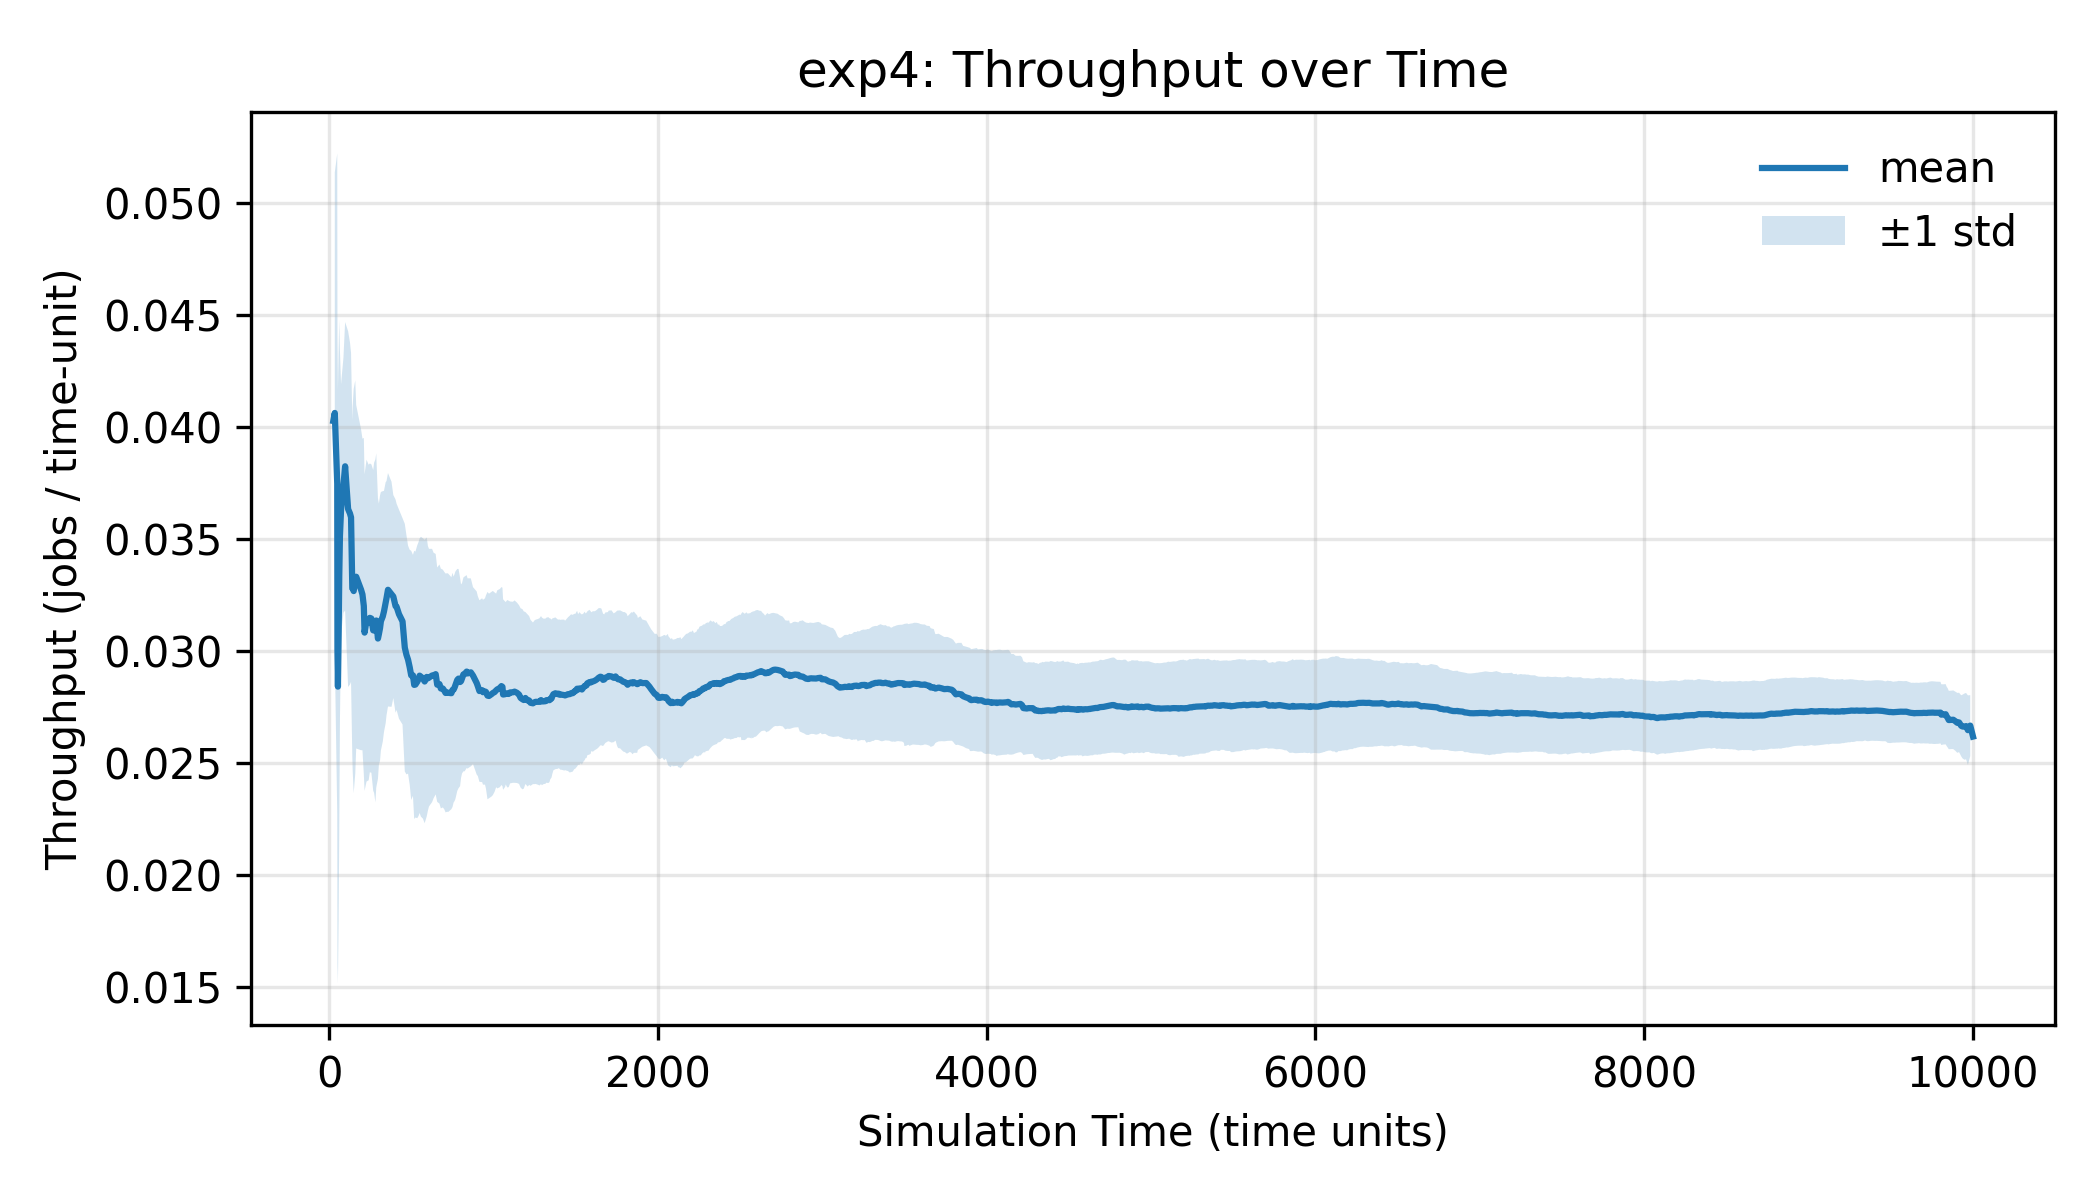 exp4: Throughput over Time
mean
±1 std
Throughput (jobs / time-unit)
0.050
0.045
0.040
0.035
0.030
0.025
0.020
0.015
0
2000
4000
6000
8000
10000
Simulation Time (time units)